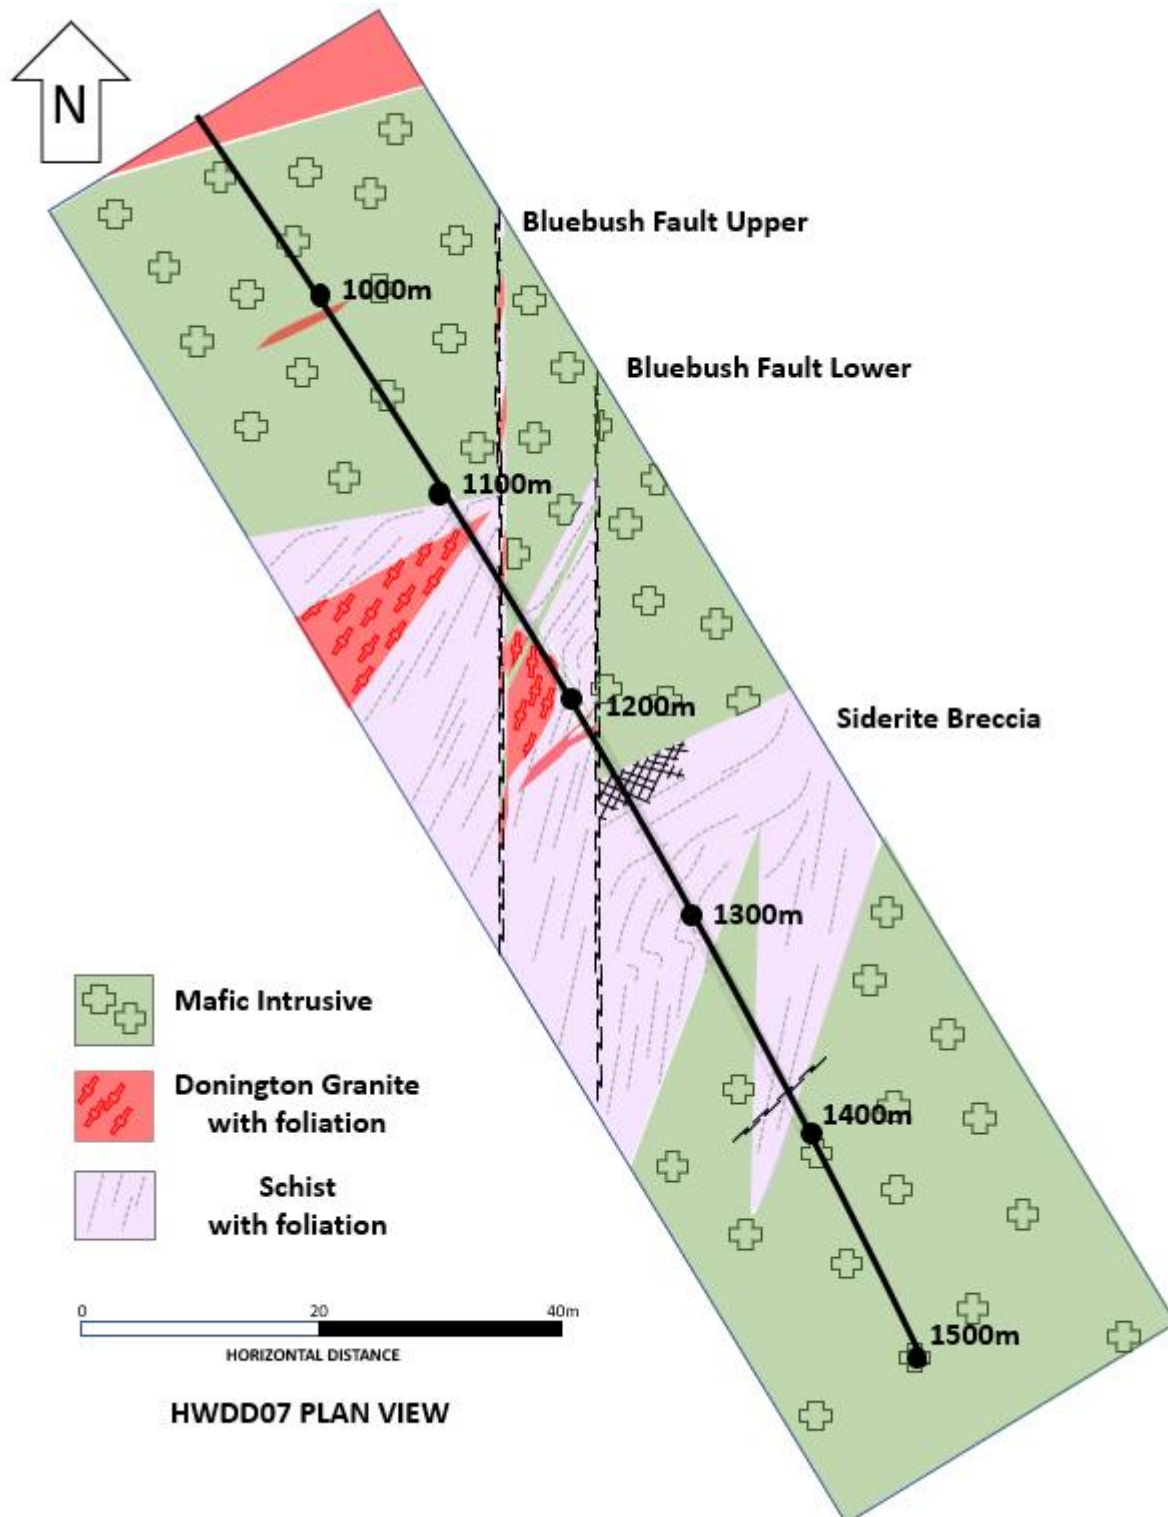 N
Bluebush Fault Upper
1000m
Bluebush Fault Lower
1100m
1200m
Siderite Breccia
1300m
Mafic Intrusive
Donington Granite
with foliation
1400m
Schist
with foliation
0 20 40m
HORIZONTAL DISTANCE
1500m
HWDD07 PLAN VIEW